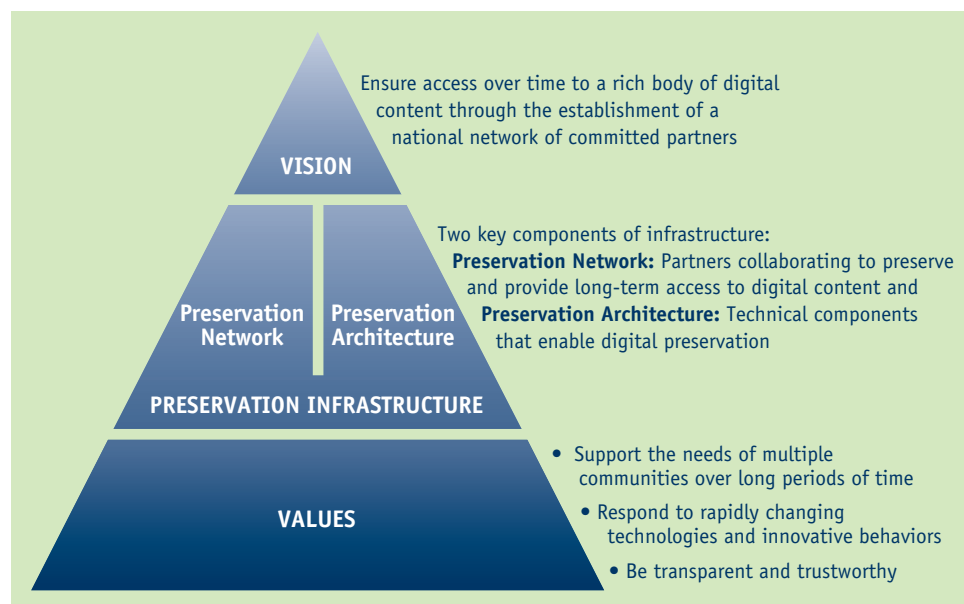 Ensure access over time to a rich body of digital
content through the establishment of a
national network of committed partners
VISION
Two key components of infrastructure:
Preservation Network: Partners collaborating to preserve
and provide long-term access to digital content and
Preservation Architecture: Technical components
that enable digital preservation
Preservation
Network
Preservation
Architecture
PRESERVATION INFRASTRUCTURE
• Support the needs of multiple
communities over long periods of time
• Respond to rapidly changing
technologies and innovative behaviors
• Be transparent and trustworthy
VALUES